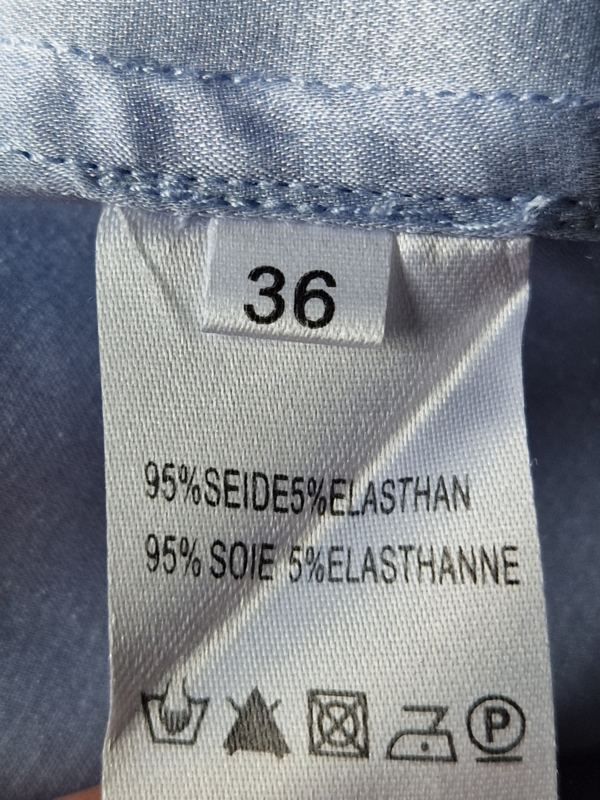 36
95%SEIDE5%ELASTHAN
95% SOIE 5%ELASTHANNE
P